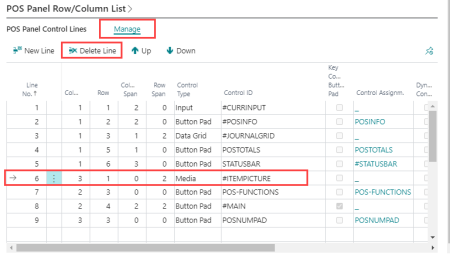 POS Panel Row/Column List
POS Panel Control Lines Manage
New Line Delete Line Up Down
Line No. ↑ Col... Row Col... Span Row Span Control Type Control ID Key Co... Butt... Pad Control Assignm. Dyn... Con...
1 1 1 2 0 Input #CURRINPUT _
2 1 2 2 0 Button Pad #POSINFO POSINFO
3 1 3 1 2 Data Grid #JOURNALGRID _
4 1 5 1 0 Button Pad POSTOTALS POSTOTALS
5 1 6 3 0 Button Pad STATUSBAR #STATUSBAR
→ 6 3 1 0 2 Media #ITEMPICTURE _
7 2 3 0 0 Button Pad POS-FUNCTIONS POS-FUNCTIONS
8 2 4 2 2 Button Pad #MAIN _
9 3 3 0 0 Button Pad POSNUMPAD POSNUMPAD